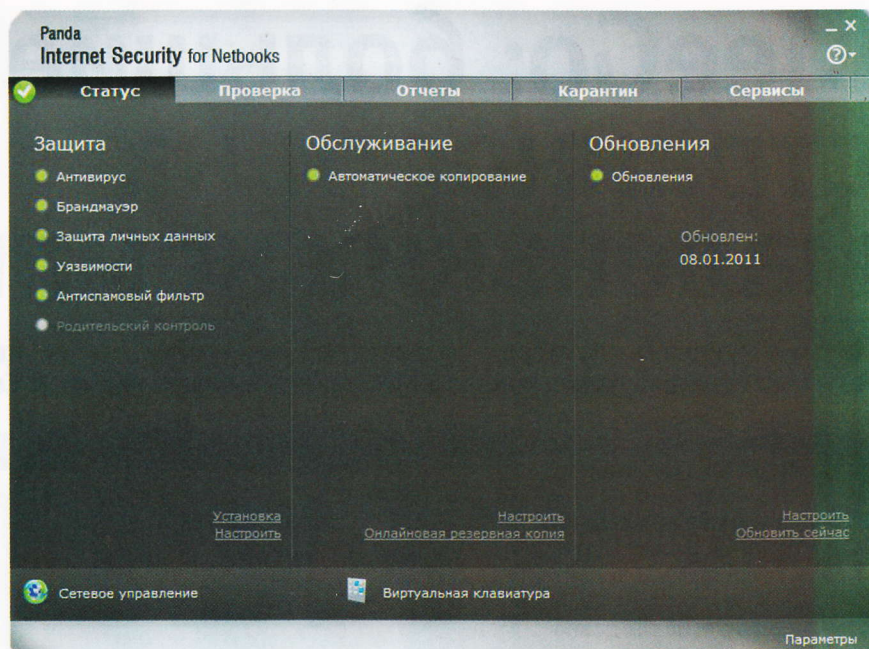 Panda
Internet Security for Netbooks
Статус Проверка Отчеты Карантин Сервисы
Защита
Антивирус
Брандмауэр
Защита личных данных
Уязвимости
Антиспамовый фильтр
Родительский контроль
Установка
Настроить
Обслуживание
Автоматическое копирование
Настроить
Онлайновая резервная копия
Обновления
Обновления
Обновлен:
08.01.2011
Настроить
Обновить сейчас
Сетевое управление
Виртуальная клавиатура
Параметры